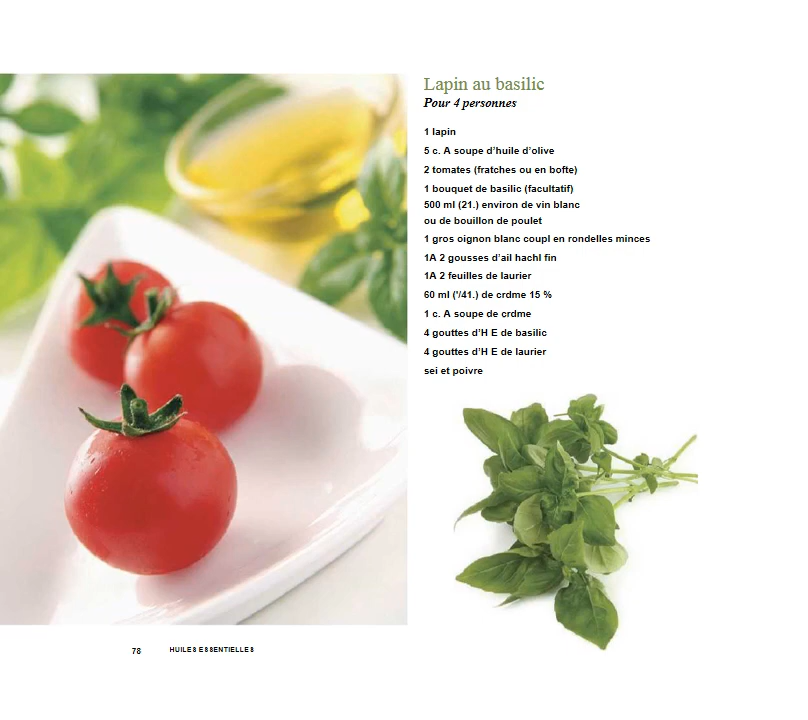 Lapin au basilic
Pour 4 personnes
1 lapin
5 c. A soupe d'huile d'olive
2 tomates (fratches ou en bofte)
1 bouquet de basilic (facultatif)
500 ml (21.) environ de vin blanc
ou de bouillon de poulet
1 gros oignon blanc coupl en rondelles minces
1A 2 gousses d'ail hachl fin
1A 2 feuilles de laurier
60 ml ('/41.) de crdme 15 %
1 c. A soupe de crdme
4 gouttes d'H E de basilic
4 gouttes d'H E de laurier
sei et poivre
78 HUILES ESSENTIELLES